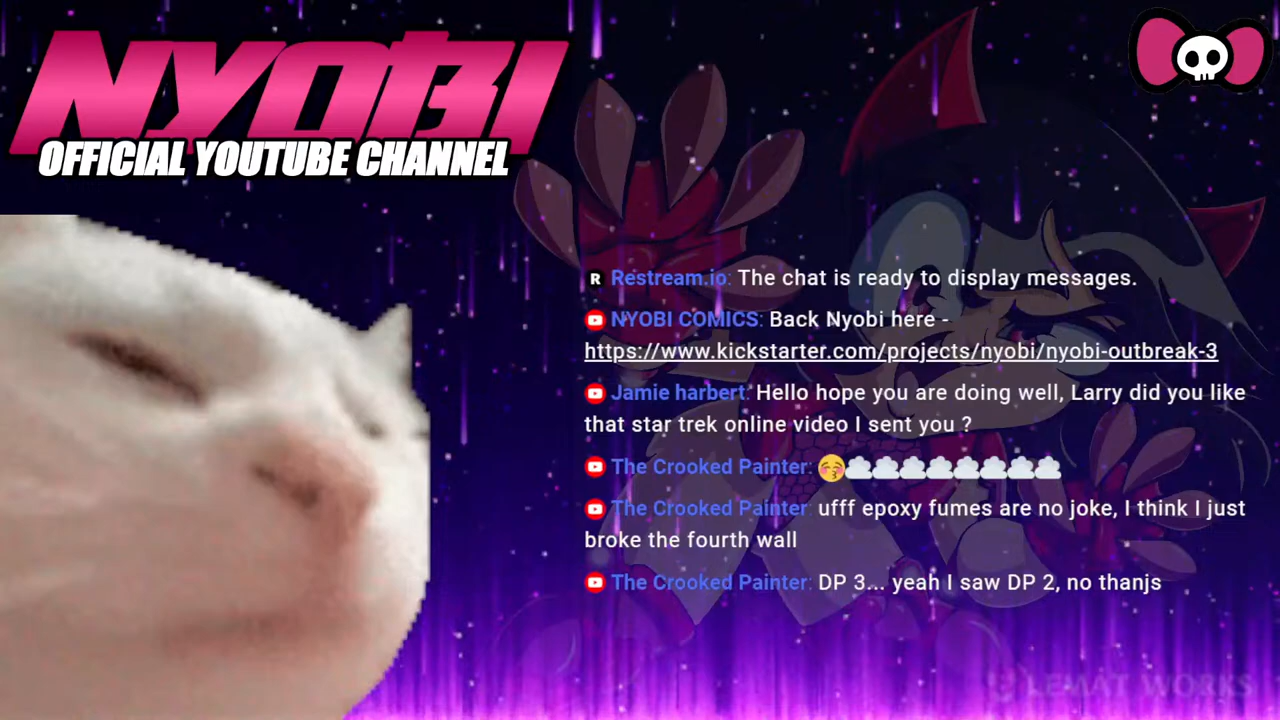 NYOBI
OFFICIAL YOUTUBE CHANNEL
R Restream.io: The chat is ready to display messages.
NYOBI COMICS: Back Nyobi here -
https://www.kickstarter.com/projects/nyobi/nyobi-outbreak-3
Jamie harbert: Hello hope you are doing well, Larry did you like
that star trek online video I sent you ?
The Crooked Painter: 😚☁☁☁☁☁☁☁☁
The Crooked Painter: ufff epoxy fumes are no joke, I think I just
broke the fourth wall
The Crooked Painter: DP 3... yeah I saw DP 2, no thanjs
LEMAT WORKS